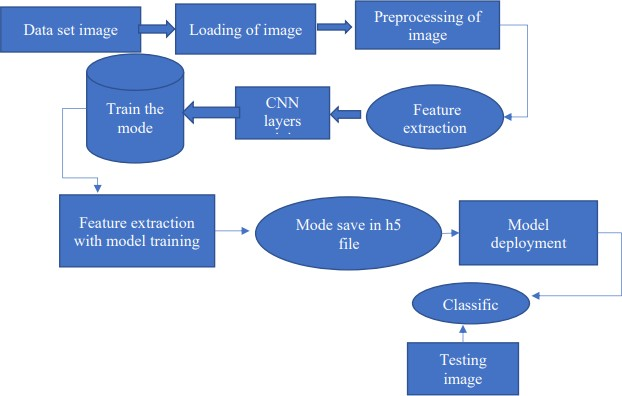 Data set image
Loading of image
Preprocessing of
image
Feature
extraction
CNN
layers
Train the
mode
Feature extraction
with model training
Mode save in h5
file
Model
deployment
Classific
Testing
image